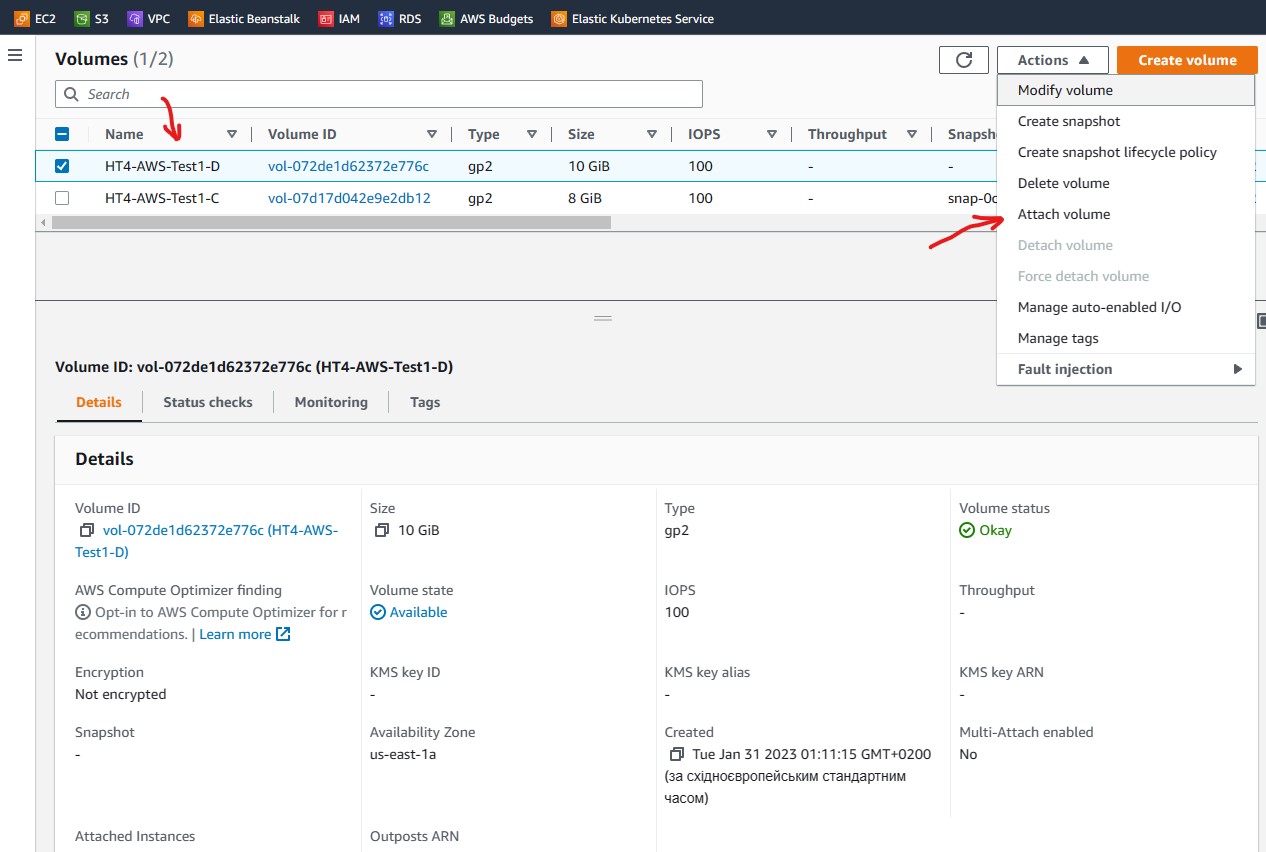 EC2 S3 VPC Elastic Beanstalk IAM RDS AWS Budgets Elastic Kubernetes Service
Volumes (1/2)
Actions Create volume
Search
Modify volume
Create snapshot
Create snapshot lifecycle policy
Delete volume
Attach volume
Detach volume
Force detach volume
Manage auto-enabled I/O
Manage tags
Fault injection
Name Volume ID Type Size IOPS Throughput Snapsh
HT4-AWS-Test1-D vol-072de1d62372e776c gp2 10 GiB 100 - -
HT4-AWS-Test1-C vol-07d17d042e9e2db12 gp2 8 GiB 100 - snap-0c
Volume ID: vol-072de1d62372e776c (HT4-AWS-Test1-D)
Details Status checks Monitoring Tags
Details
Volume ID
vol-072de1d62372e776c (HT4-AWS-
Test1-D)
Size
10 GiB
Type
gp2
Volume status
Okay
AWS Compute Optimizer finding
Opt-in to AWS Compute Optimizer for r
ecommendations. | Learn more
Volume state
Available
IOPS
100
Throughput
-
Encryption
Not encrypted
KMS key ID
-
KMS key alias
-
KMS key ARN
-
Snapshot
-
Availability Zone
us-east-1a
Created
Tue Jan 31 2023 01:11:15 GMT+0200
(за східноєвропейським стандартним
часом)
Multi-Attach enabled
No
Attached Instances
Outposts ARN